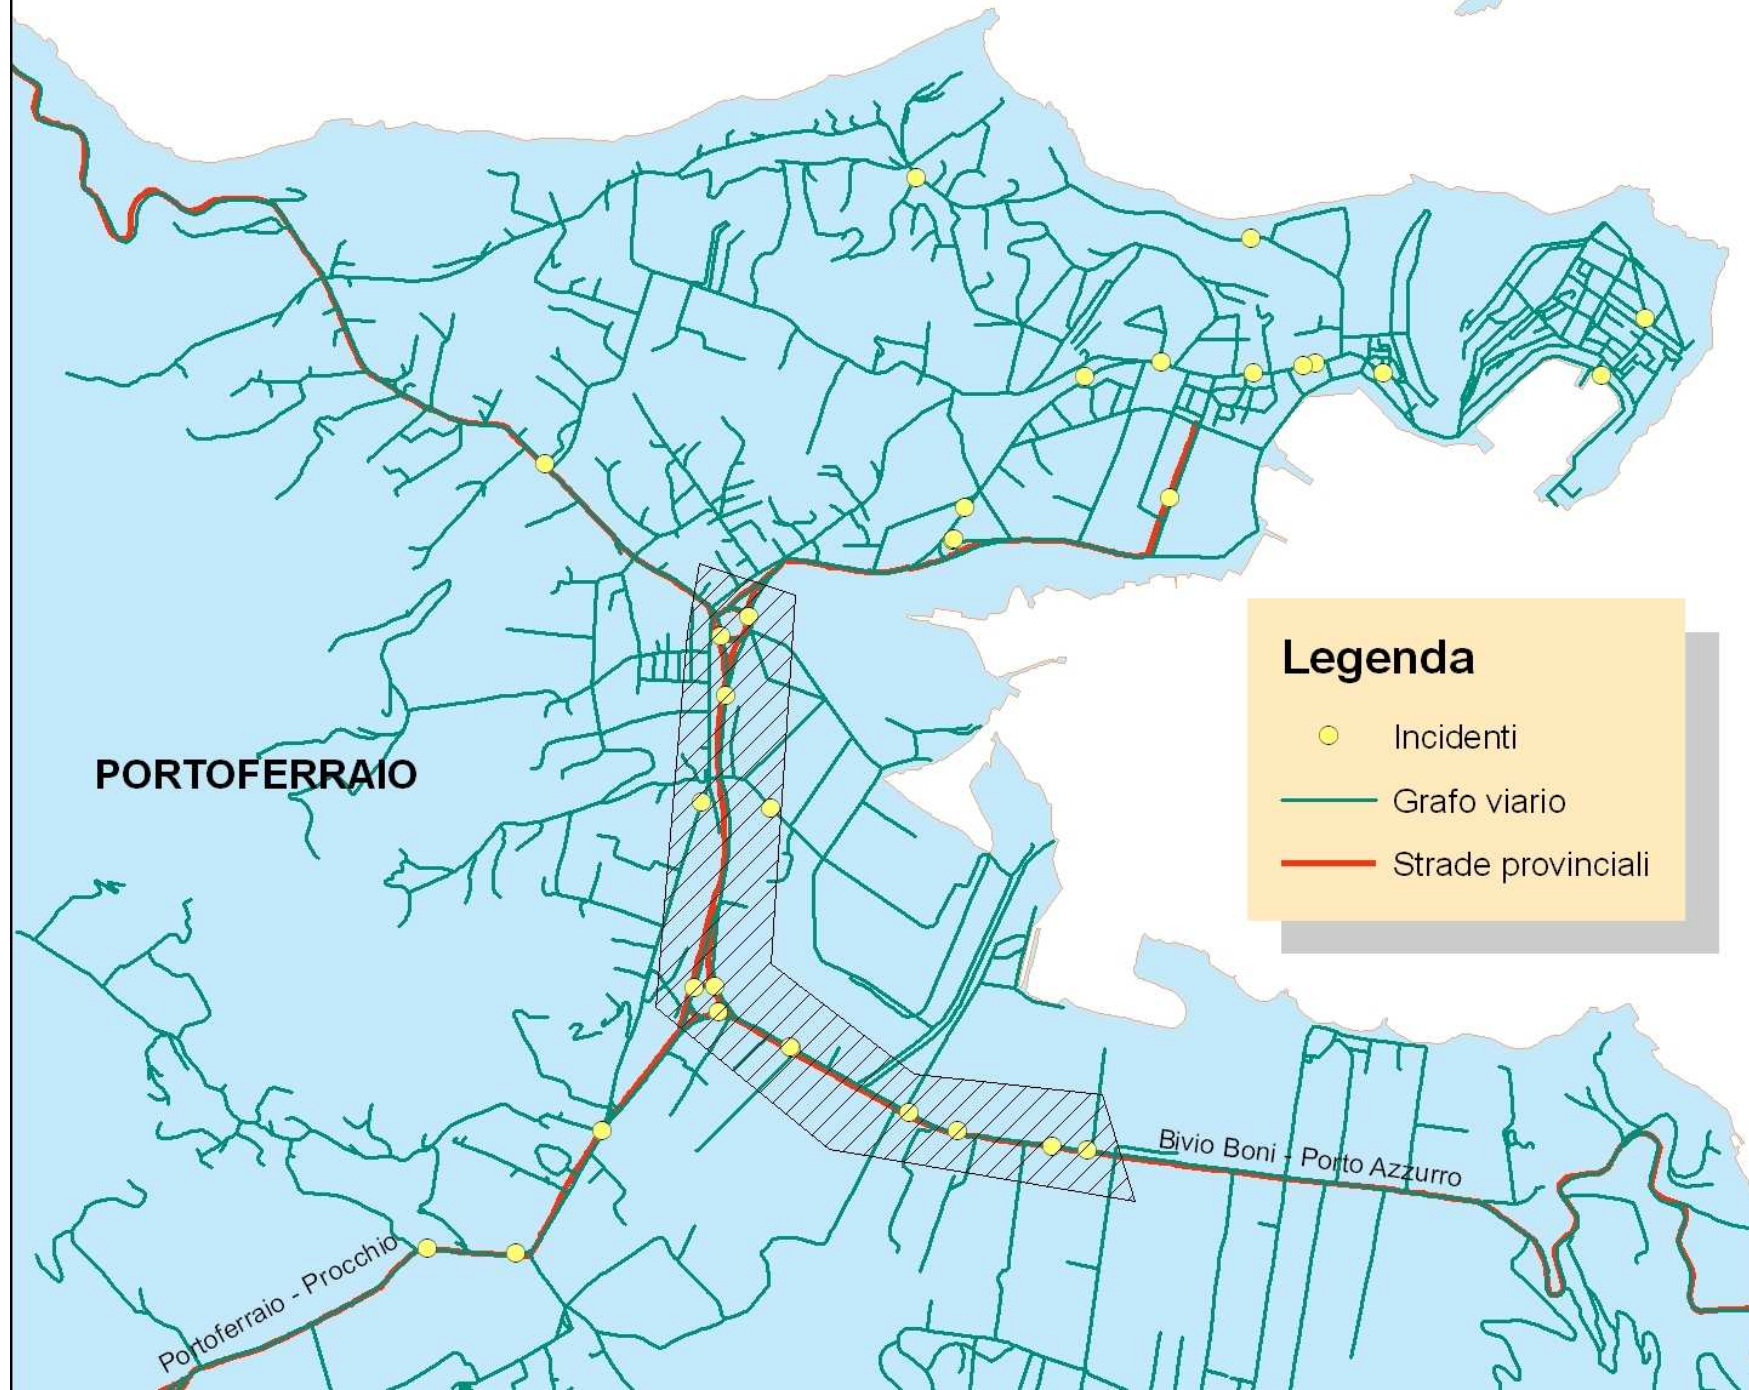 Legenda
Incidenti
Grafo viario
Strade provinciali
PORTOFERRAIO
Bivio Boni - Porto Azzurro
Portoferraio - Procchio